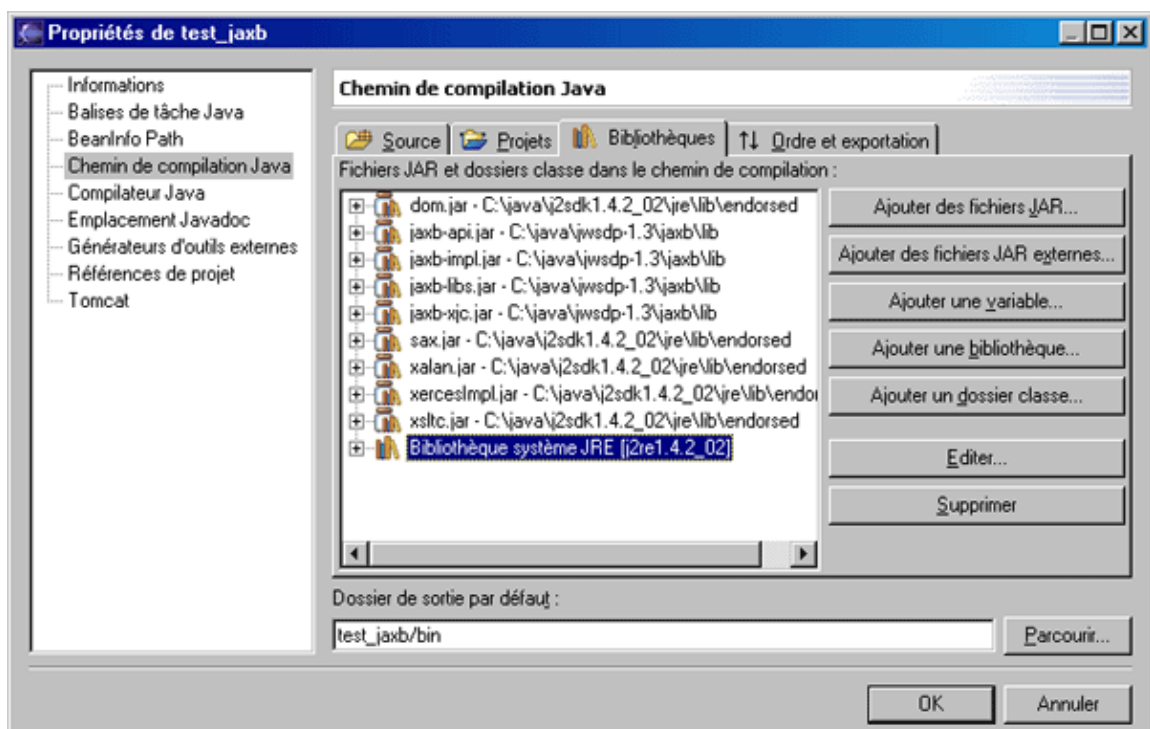 Propriétés de test_jaxb
Informations
Balises de tâche Java
BeanInfo Path
Chemin de compilation Java
Compilateur Java
Emplacement Javadoc
Générateurs d'outils externes
Références de projet
Tomcat
Chemin de compilation Java
Source Projets Bibliothèques Ordre et exportation
Fichiers JAR et dossiers classe dans le chemin de compilation :
dom.jar - C:\java\j2sdk1.4.2_02\jre\lib\endorsed
jaxb-api.jar - C:\java\jwsdp-1.3\jaxb\lib
jaxb-impl.jar - C:\java\jwsdp-1.3\jaxb\lib
jaxb-libs.jar - C:\java\jwsdp-1.3\jaxb\lib
jaxb-xjc.jar - C:\java\jwsdp-1.3\jaxb\lib
sax.jar - C:\java\j2sdk1.4.2_02\jre\lib\endorsed
xalan.jar - C:\java\j2sdk1.4.2_02\jre\lib\endorsed
xercesImpl.jar - C:\java\j2sdk1.4.2_02\jre\lib\endor
xsltc.jar - C:\java\j2sdk1.4.2_02\jre\lib\endorsed
Bibliothèque système JRE [j2re1.4.2_02]
Ajouter des fichiers JAR...
Ajouter des fichiers JAR externes...
Ajouter une variable...
Ajouter une bibliothèque...
Ajouter un dossier classe...
Editer...
Supprimer
Dossier de sortie par défaut :
test_jaxb/bin
Parcourir...
OK
Annuler